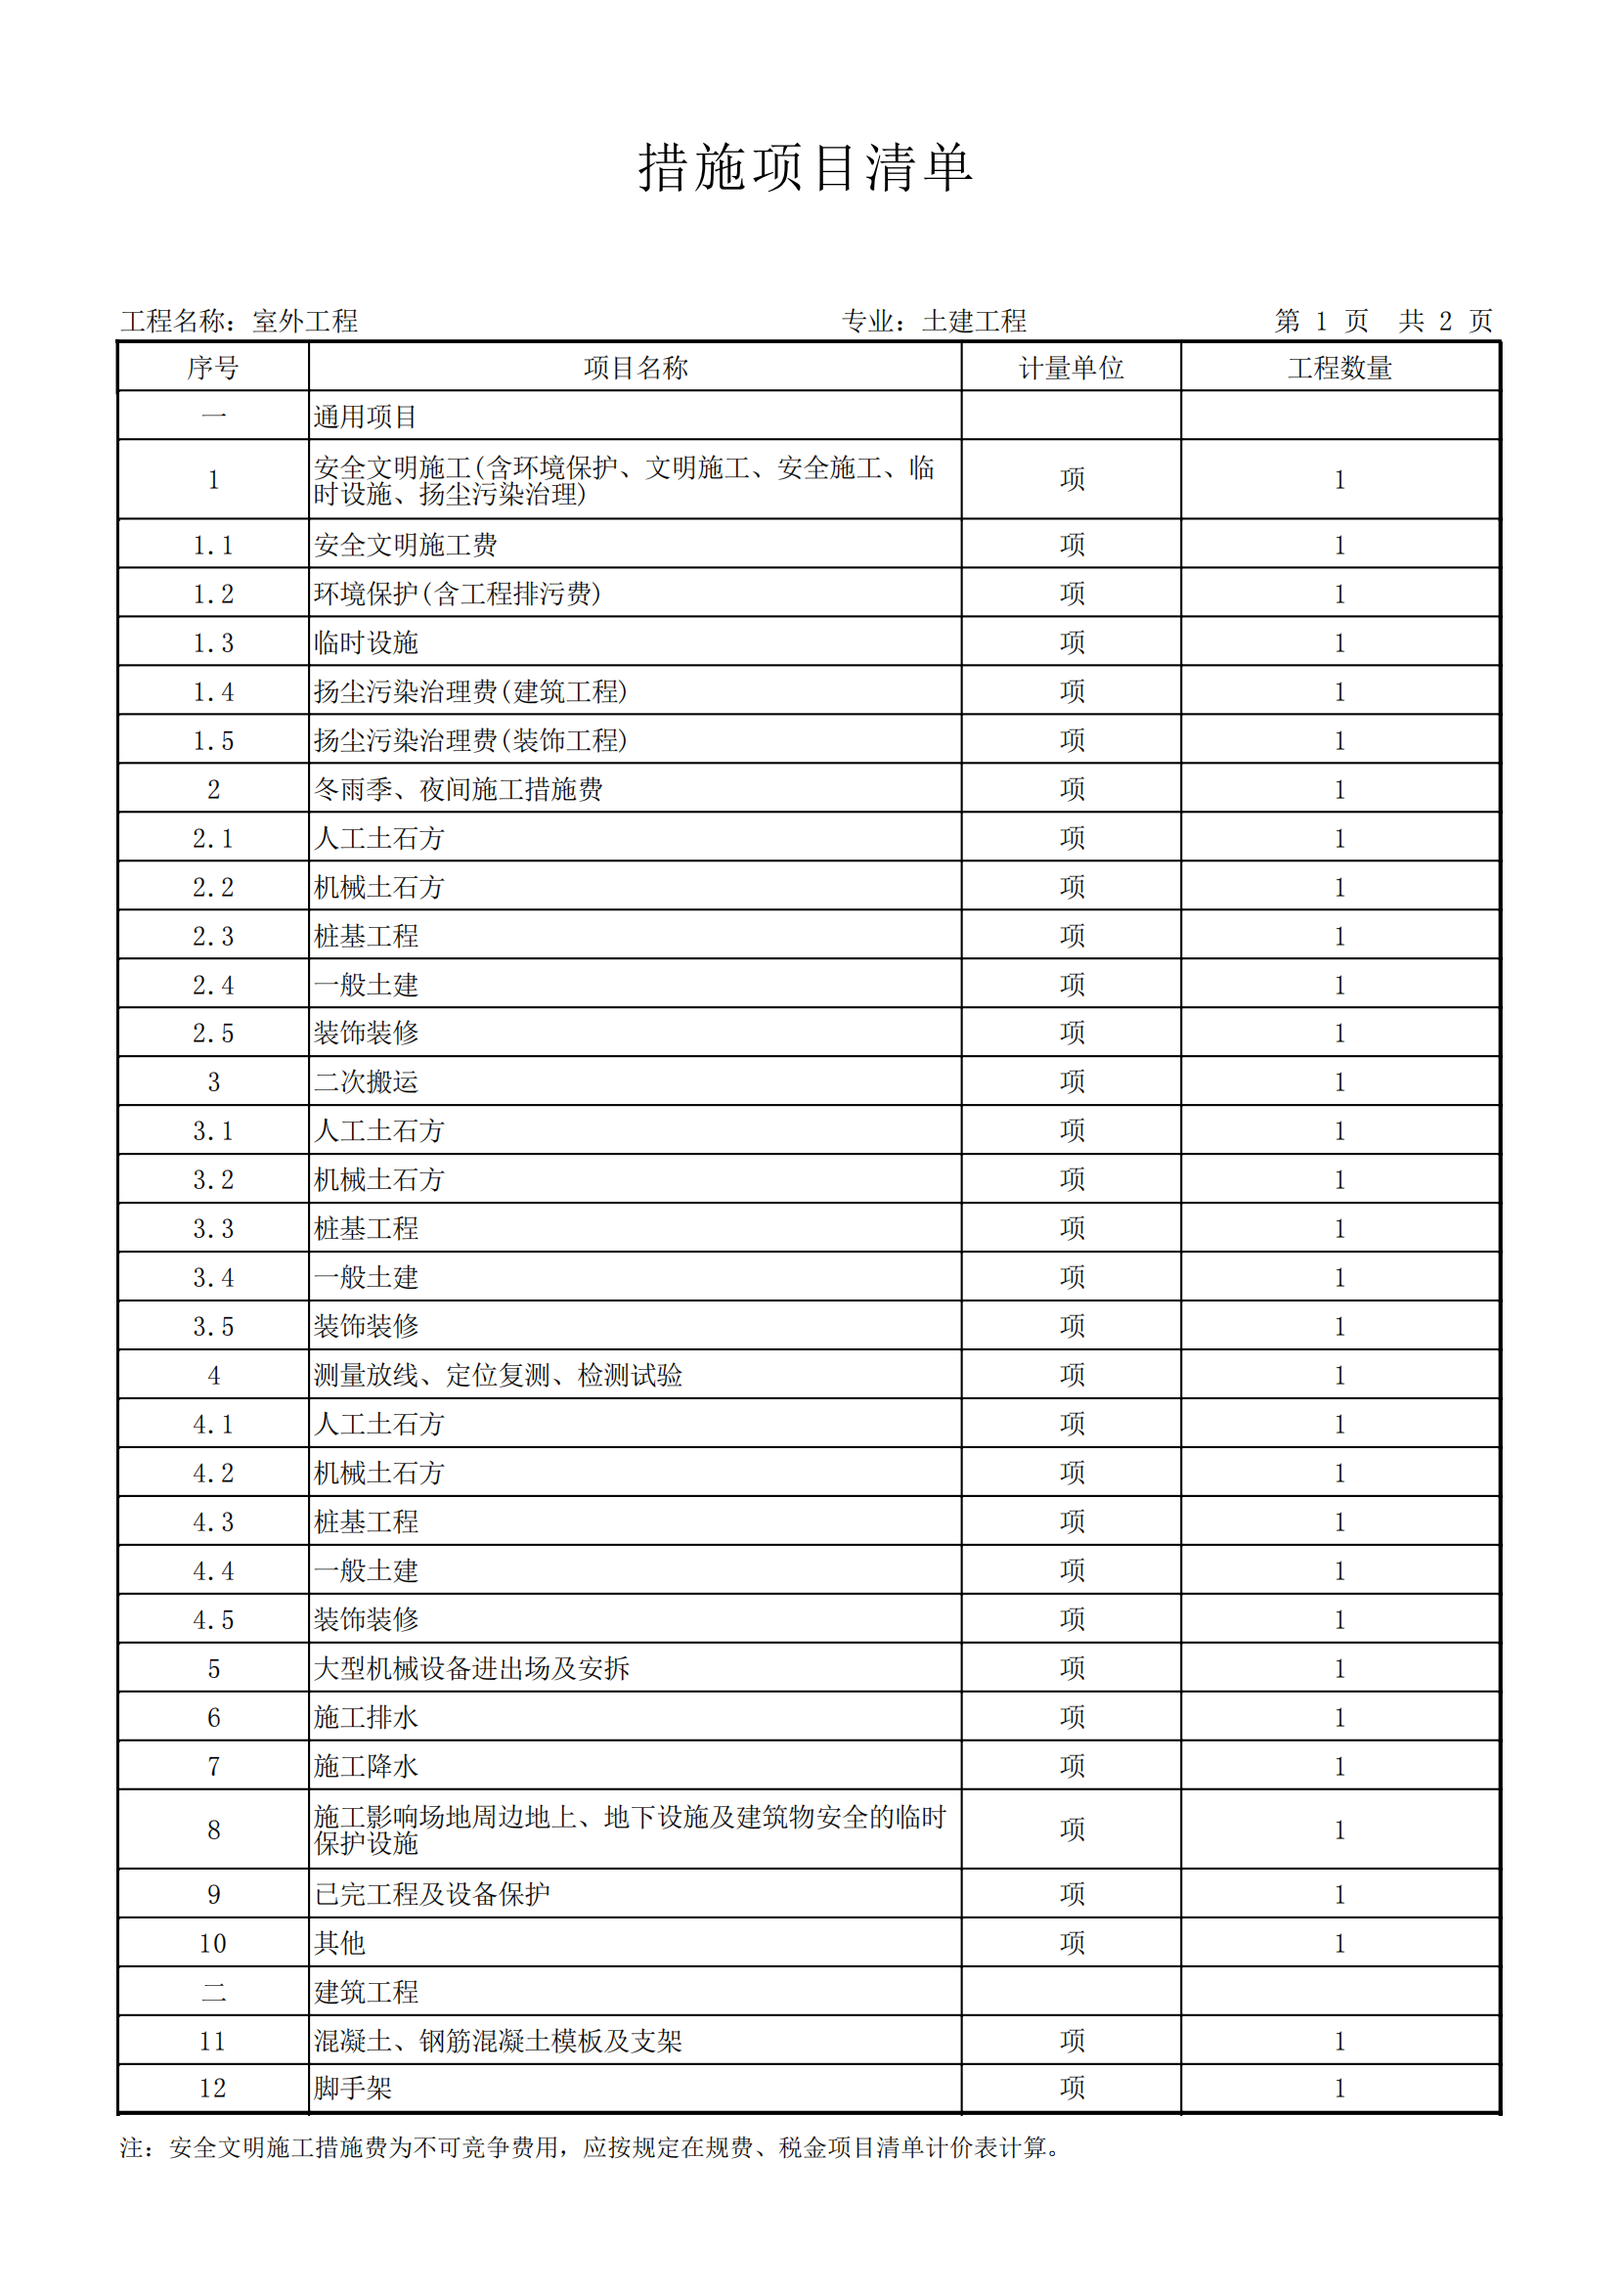 措施项目清单
工程名称：室外工程 专业：土建工程 第 1 页 共 2 页
序号 项目名称 计量单位 工程数量
一 通用项目
1 安全文明施工(含环境保护、文明施工、安全施工、临
时设施、扬尘污染治理) 项 1
1.1 安全文明施工费 项 1
1.2 环境保护(含工程排污费) 项 1
1.3 临时设施 项 1
1.4 扬尘污染治理费(建筑工程) 项 1
1.5 扬尘污染治理费(装饰工程) 项 1
2 冬雨季、夜间施工措施费 项 1
2.1 人工土石方 项 1
2.2 机械土石方 项 1
2.3 桩基工程 项 1
2.4 一般土建 项 1
2.5 装饰装修 项 1
3 二次搬运 项 1
3.1 人工土石方 项 1
3.2 机械土石方 项 1
3.3 桩基工程 项 1
3.4 一般土建 项 1
3.5 装饰装修 项 1
4 测量放线、定位复测、检测试验 项 1
4.1 人工土石方 项 1
4.2 机械土石方 项 1
4.3 桩基工程 项 1
4.4 一般土建 项 1
4.5 装饰装修 项 1
5 大型机械设备进出场及安拆 项 1
6 施工排水 项 1
7 施工降水 项 1
8 施工影响场地周边地上、地下设施及建筑物安全的临时
保护设施 项 1
9 已完工程及设备保护 项 1
10 其他 项 1
二 建筑工程
11 混凝土、钢筋混凝土模板及支架 项 1
12 脚手架 项 1
注：安全文明施工措施费为不可竞争费用，应按规定在规费、税金项目清单计价表计算。